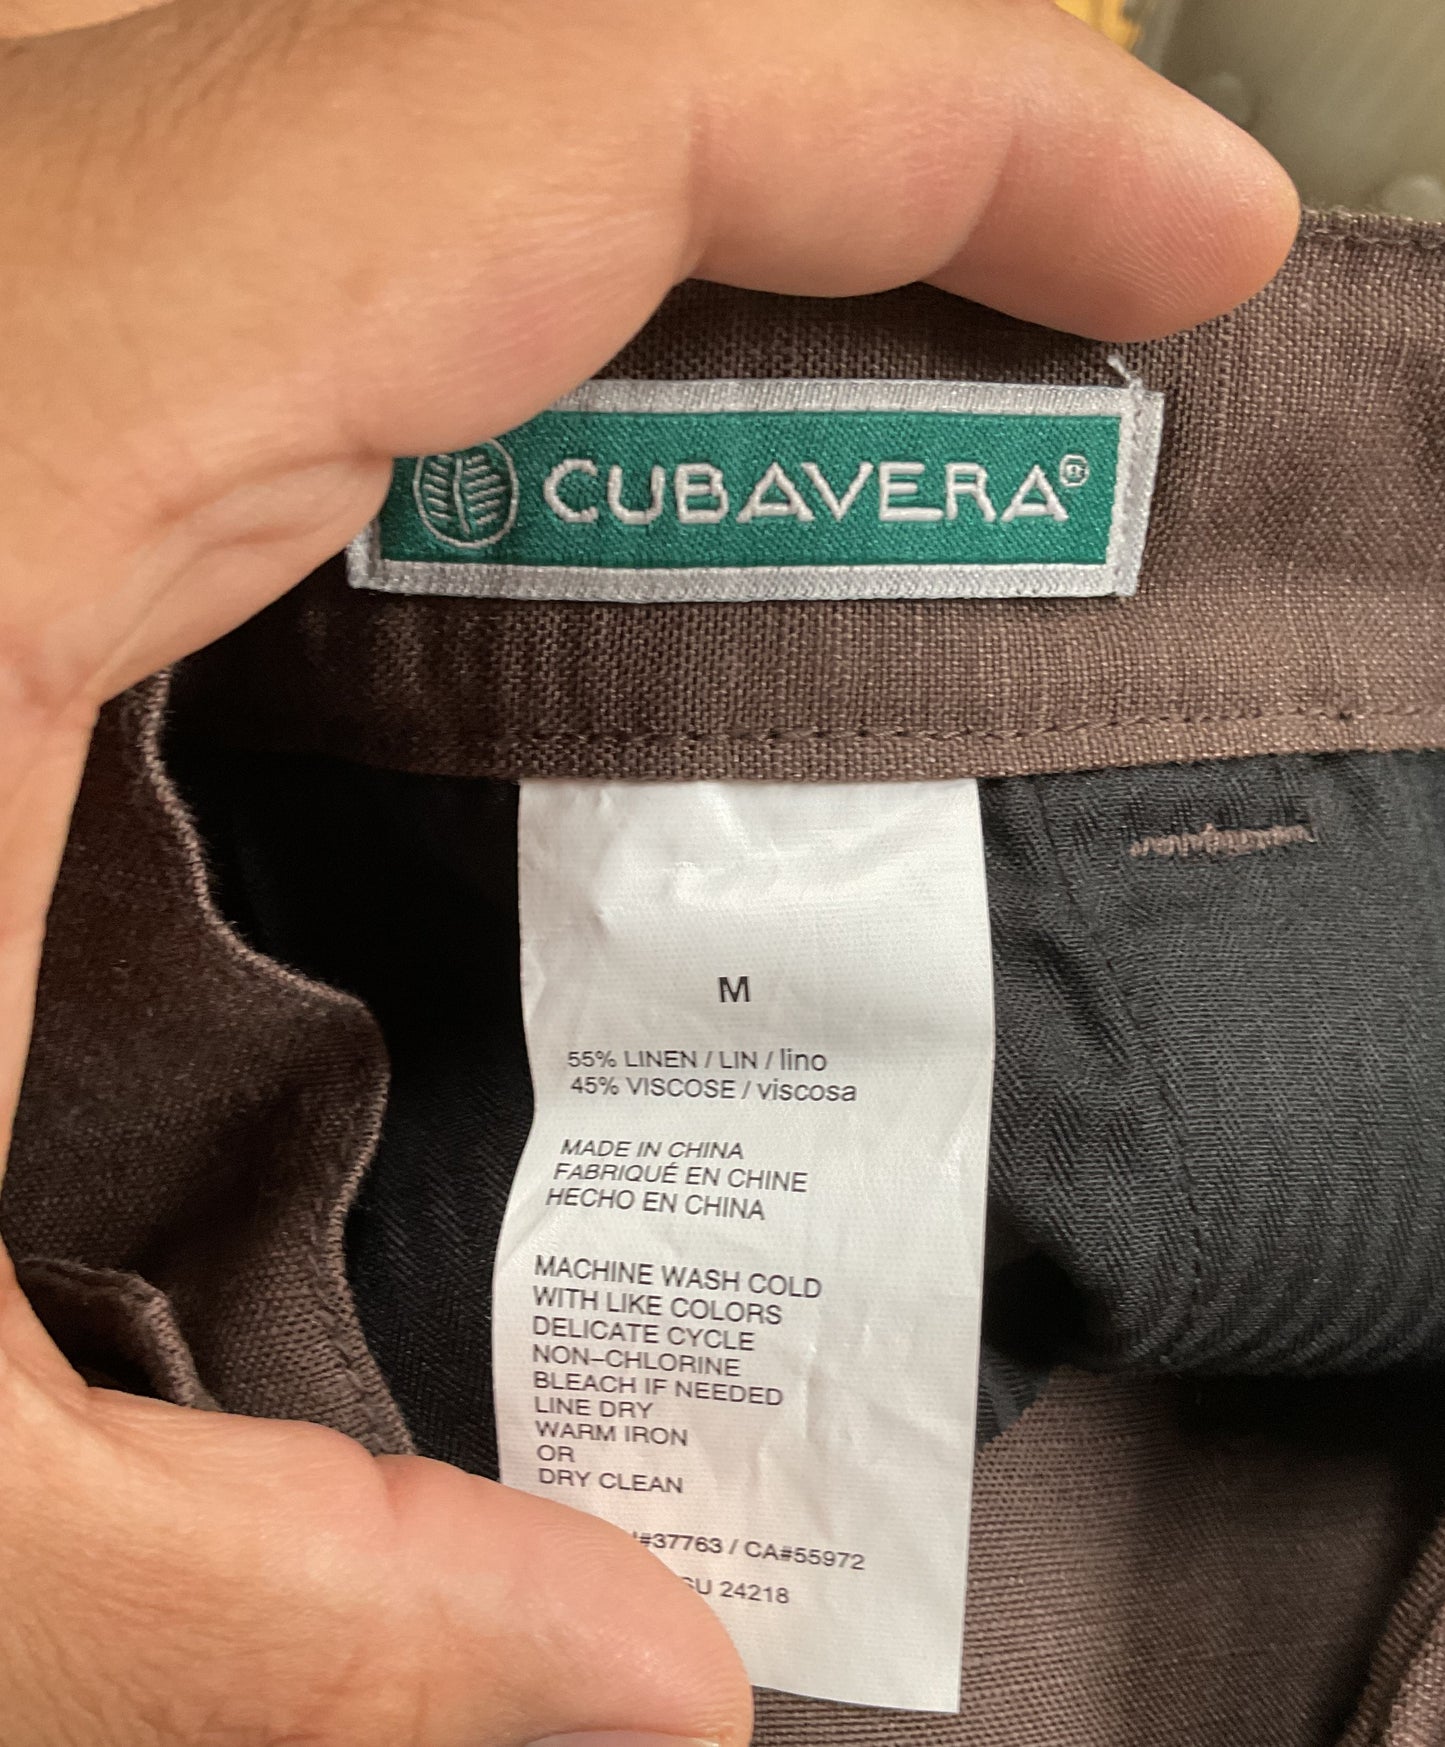 CUBAVERA®
M
55% LINEN / LIN / lino
45% VISCOSE / viscosa
MADE IN CHINA
FABRIQUÉ EN CHINE
HECHO EN CHINA
MACHINE WASH COLD
WITH LIKE COLORS
DELICATE CYCLE
NON-CHLORINE
BLEACH IF NEEDED
LINE DRY
WARM IRON
OR
DRY CLEAN
#37763 / CA#55972
24218